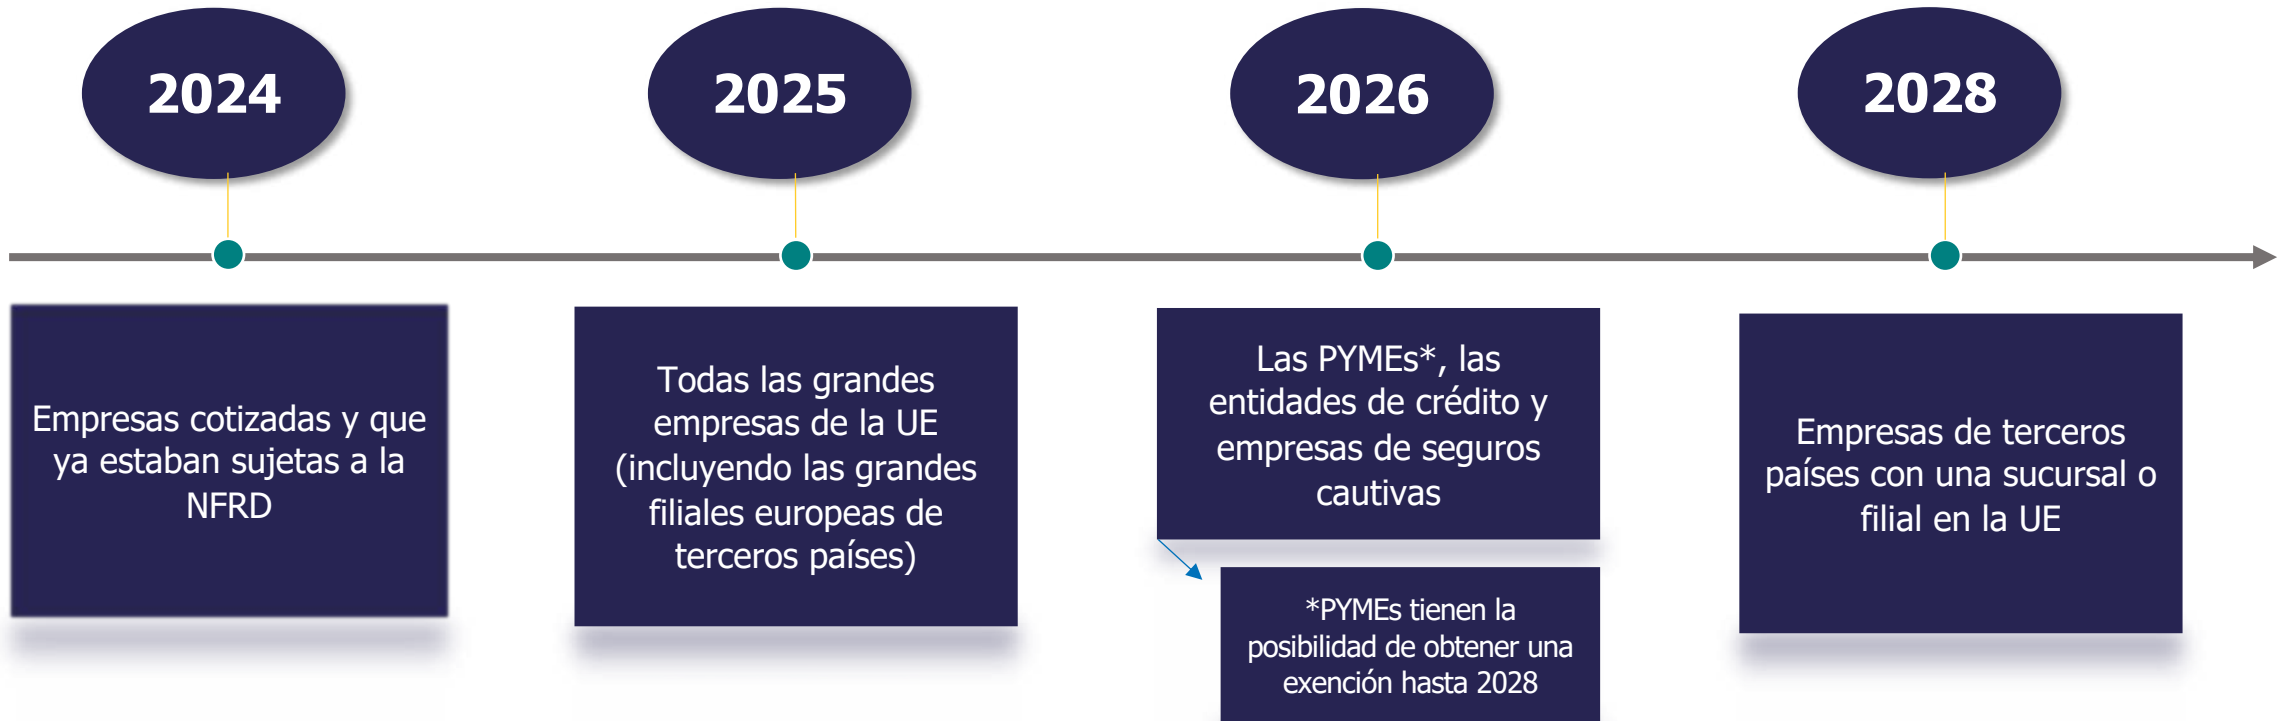 2024
2025
2026
2028
Empresas cotizadas y que
ya estaban sujetas a la
NFRD
Todas las grandes
empresas de la UE
(incluyendo las grandes
filiales europeas de
terceros países)
Las PYMEs*, las
entidades de crédito y
empresas de seguros
cautivas
*PYMEs tienen la
posibilidad de obtener una
exención hasta 2028
Empresas de terceros
países con una sucursal o
filial en la UE